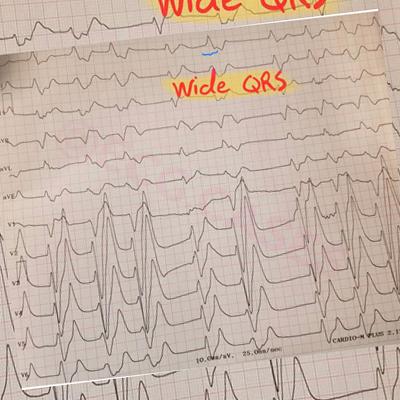 Wide QRS
Wide QRS
aVR
aVL
aVF
V1
V2
V3
V4
V5
V6
10.0mm/mV. 25.0mm/sec
CARDIO-M PLUS 2.1